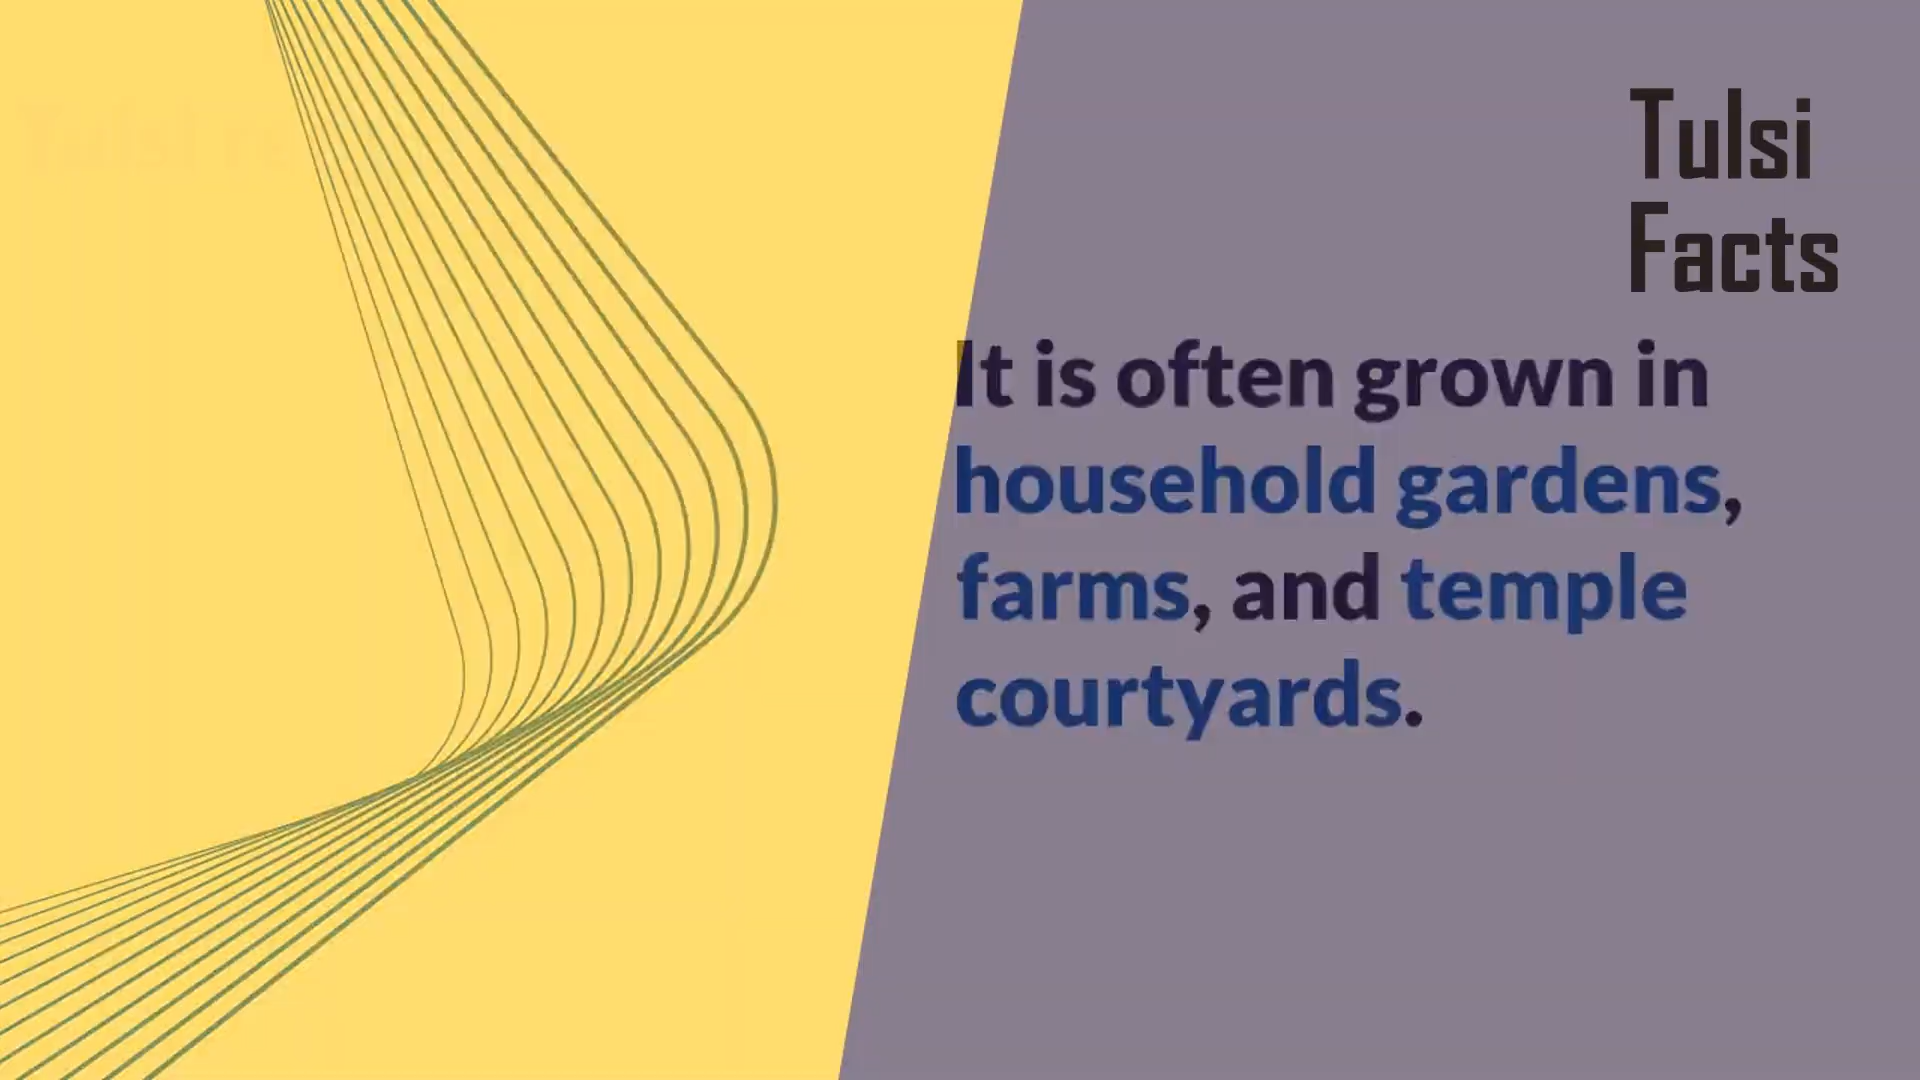 Tulsi
Facts
It is often grown in
household gardens,
farms, and temple
courtyards.